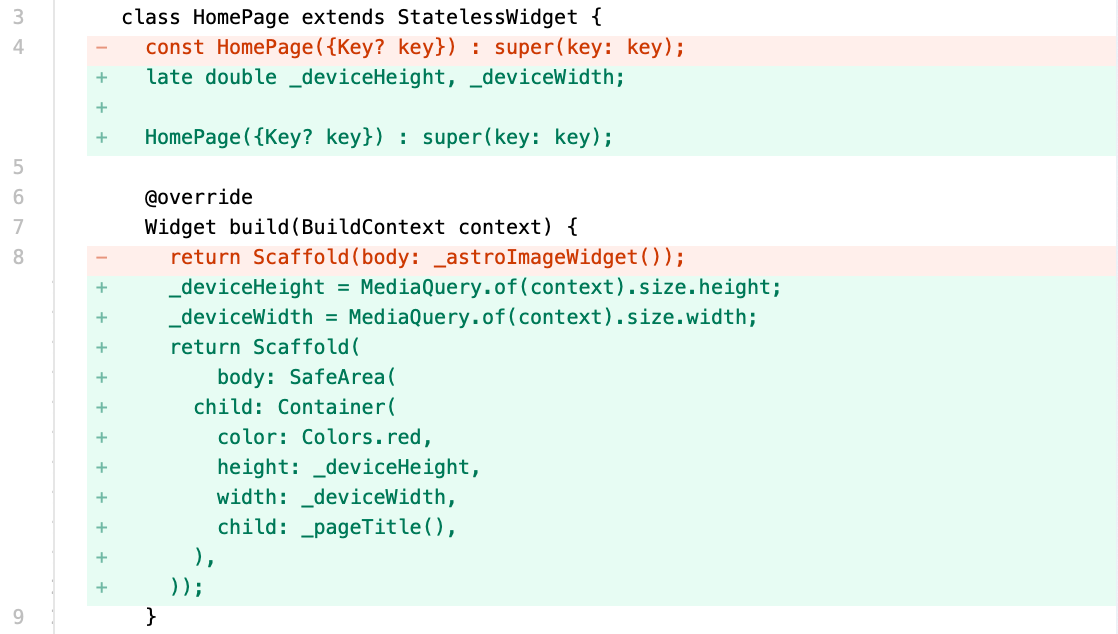 3 class HomePage extends StatelessWidget {
4 - const HomePage({Key? key}) : super(key: key);
+ late double _deviceHeight, _deviceWidth;
+
+ HomePage({Key? key}) : super(key: key);
5
6 @override
7 Widget build(BuildContext context) {
8 - return Scaffold(body: _astroImageWidget());
+ _deviceHeight = MediaQuery.of(context).size.height;
+ _deviceWidth = MediaQuery.of(context).size.width;
+ return Scaffold(
+ body: SafeArea(
+ child: Container(
+ color: Colors.red,
+ height: _deviceHeight,
+ width: _deviceWidth,
+ child: _pageTitle(),
+ ),
+ ));
9 }